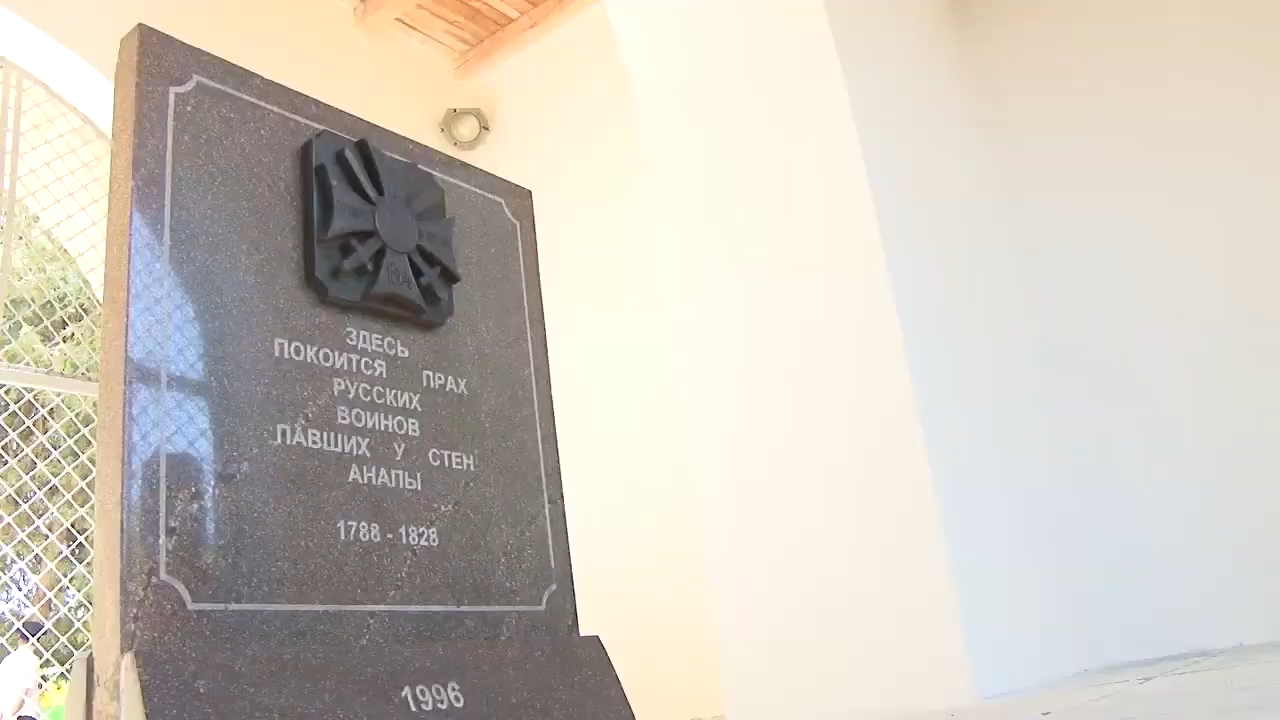 ЗДЕСЬ
ПОКОИТСЯ ПРАХ
РУССКИХ
ВОИНОВ
ПАВШИХ У СТЕН
АНАПЫ
1788 - 1828
1996